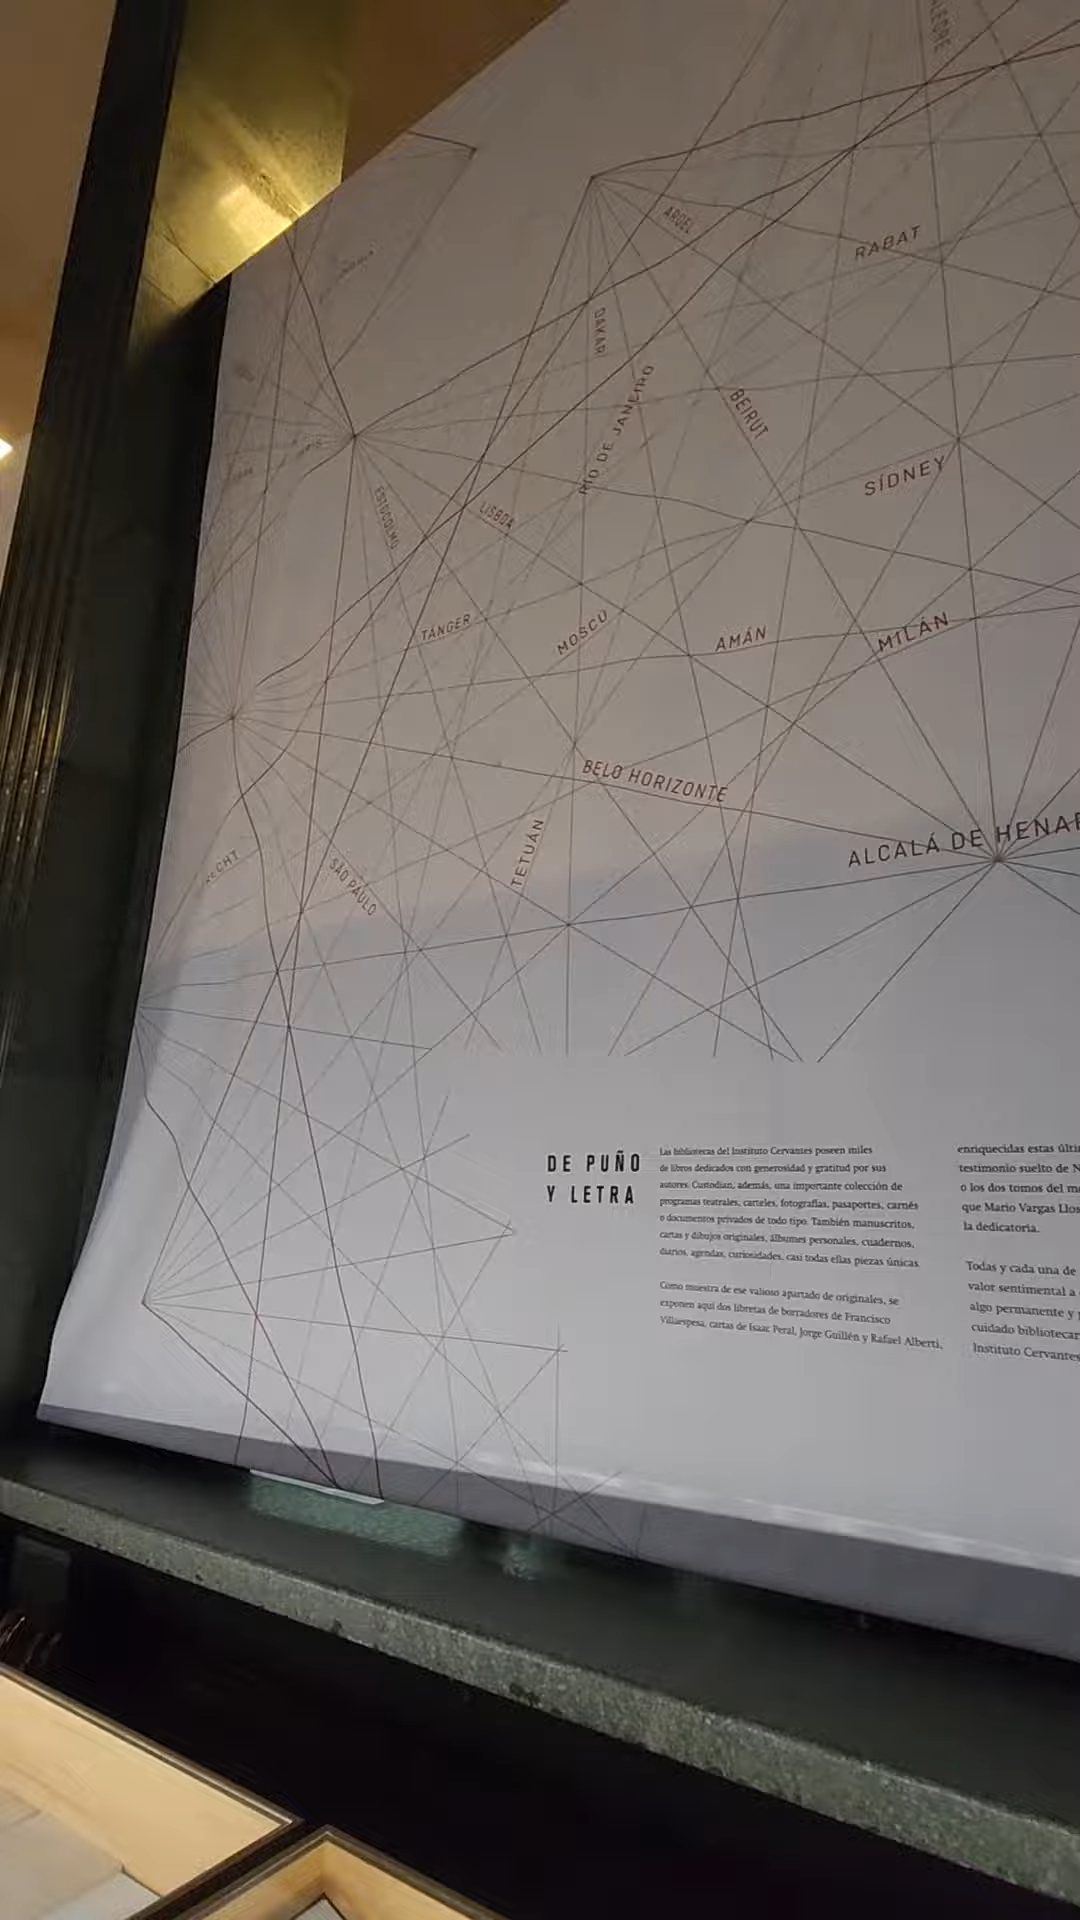 ARGEL
RABAT
DAKAR
RÍO DE JANEIRO
BEIRUT
SÍDNEY
ESTOCOLMO
LISBOA
TÁNGER
MOSCÚ
AMÁN
MILÁN
BELO HORIZONTE
ALCALÁ DE
TETUÁN
SÃO PAULO
DE PUÑO
Y LETRA
Las bibliotecas del Instituto Cervantes poseen miles
de libros dedicados con generosidad y gratitud por sus
autores. Custodian, además, una importante colección de
programas teatrales, carteles, fotografías, pasaportes, carnés
o documentos privados de todo tipo. También manuscritos,
cartas y dibujos originales, álbumes personales, cuadernos,
diarios, agendas, curiosidades, casi todas ellas piezas únicas.
Como muestra de ese valioso apartado de originales, se
exponen aquí dos libretas de borradores de Francisco
Villaespesa, cartas de Isaac Peral, Jorge Guillén y Rafael Alberti,
enriquecidas estas
testimonio suelto de
o los dos tomos del
que Mario Vargas
la dedicatoria.
Todas y cada una de
valor sentimental a
algo permanente y
cuidado
Instituto Cervantes